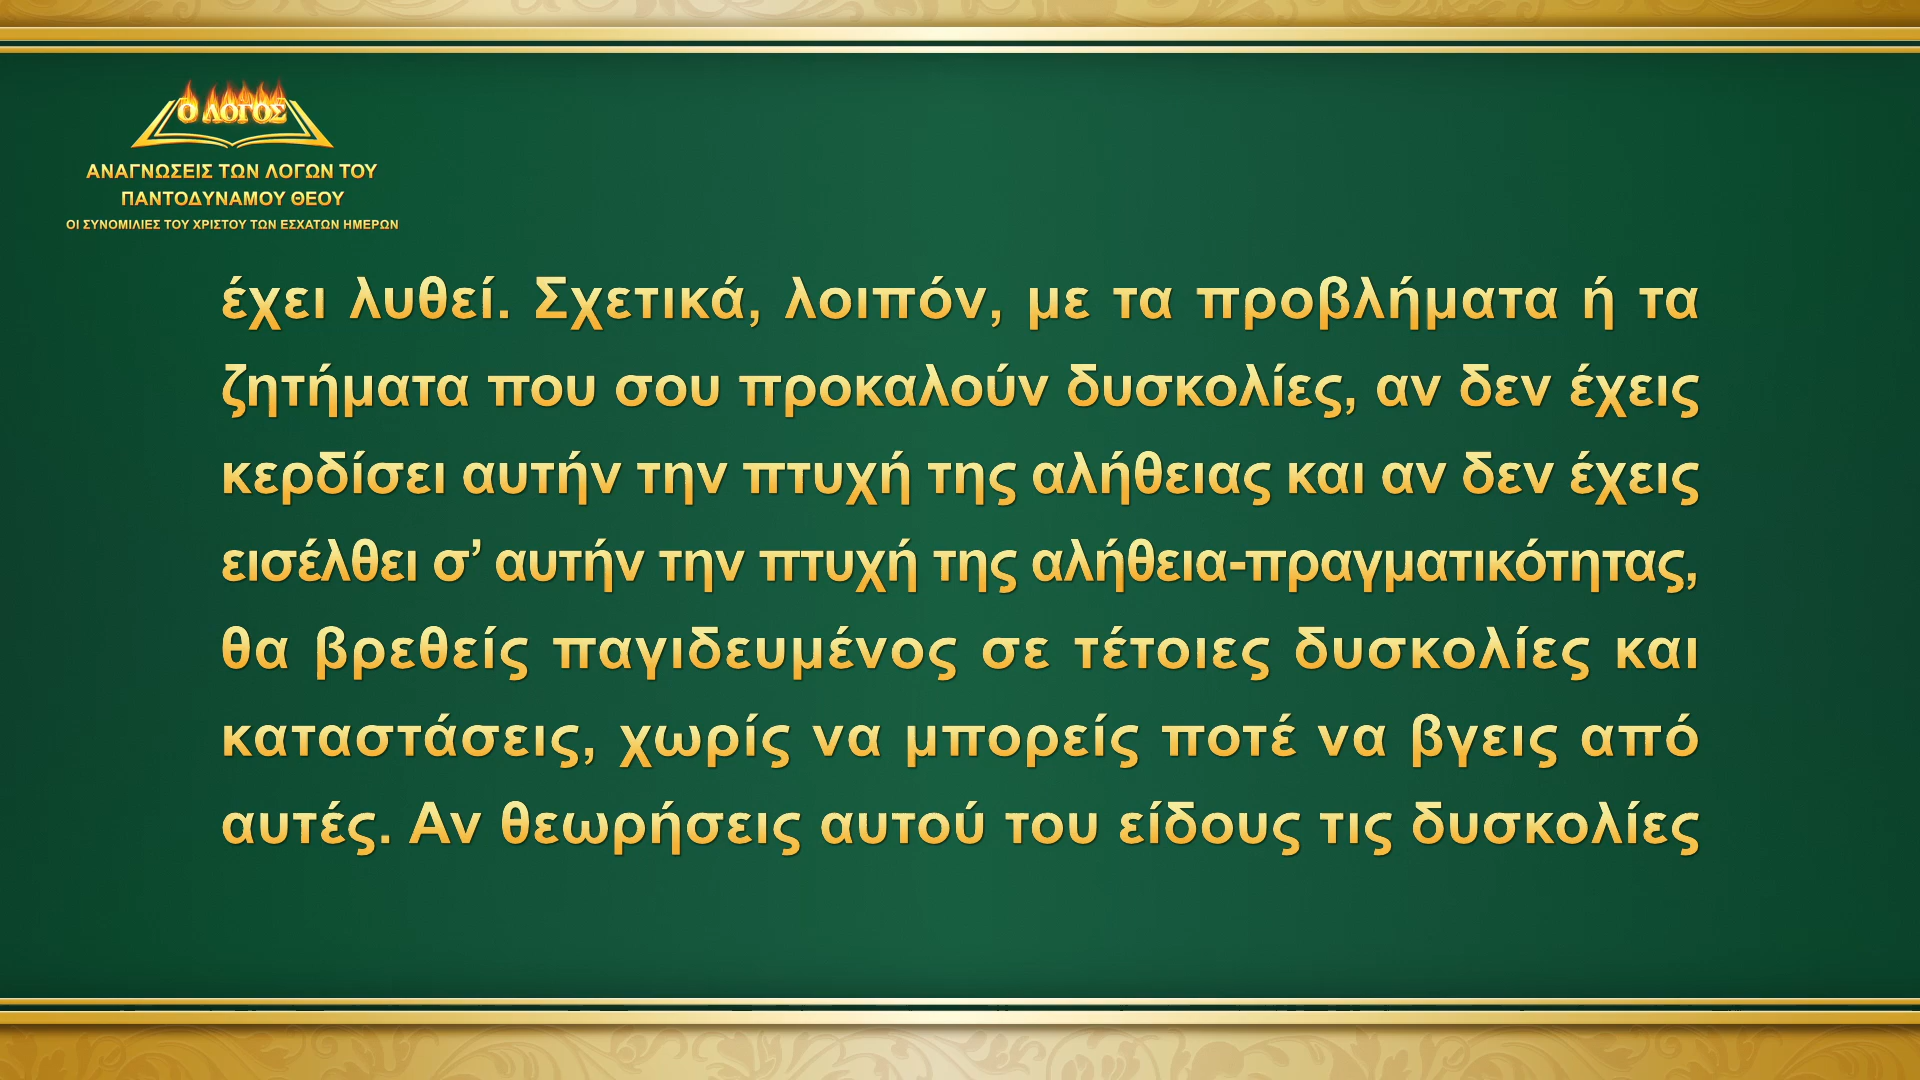 Ο ΛΟΓΟΣ
ΑΝΑΓΝΩΣΕΙΣ ΤΩΝ ΛΟΓΩΝ ΤΟΥ
ΠΑΝΤΟΔΥΝΑΜΟΥ ΘΕΟΥ
ΟΙ ΣΥΝΟΜΙΛΙΕΣ ΤΟΥ ΧΡΙΣΤΟΥ ΤΩΝ ΕΣΧΑΤΩΝ ΗΜΕΡΩΝ
έχει λυθεί. Σχετικά, λοιπόν, με τα προβλήματα ή τα
ζητήματα που σου προκαλούν δυσκολίες, αν δεν έχεις
κερδίσει αυτήν την πτυχή της αλήθειας και αν δεν έχεις
εισέλθει σ’ αυτήν την πτυχή της αλήθεια-πραγματικότητας,
θα βρεθείς παγιδευμένος σε τέτοιες δυσκολίες και
καταστάσεις, χωρίς να μπορείς ποτέ να βγεις από
αυτές. Αν θεωρήσεις αυτού του είδους τις δυσκολίες